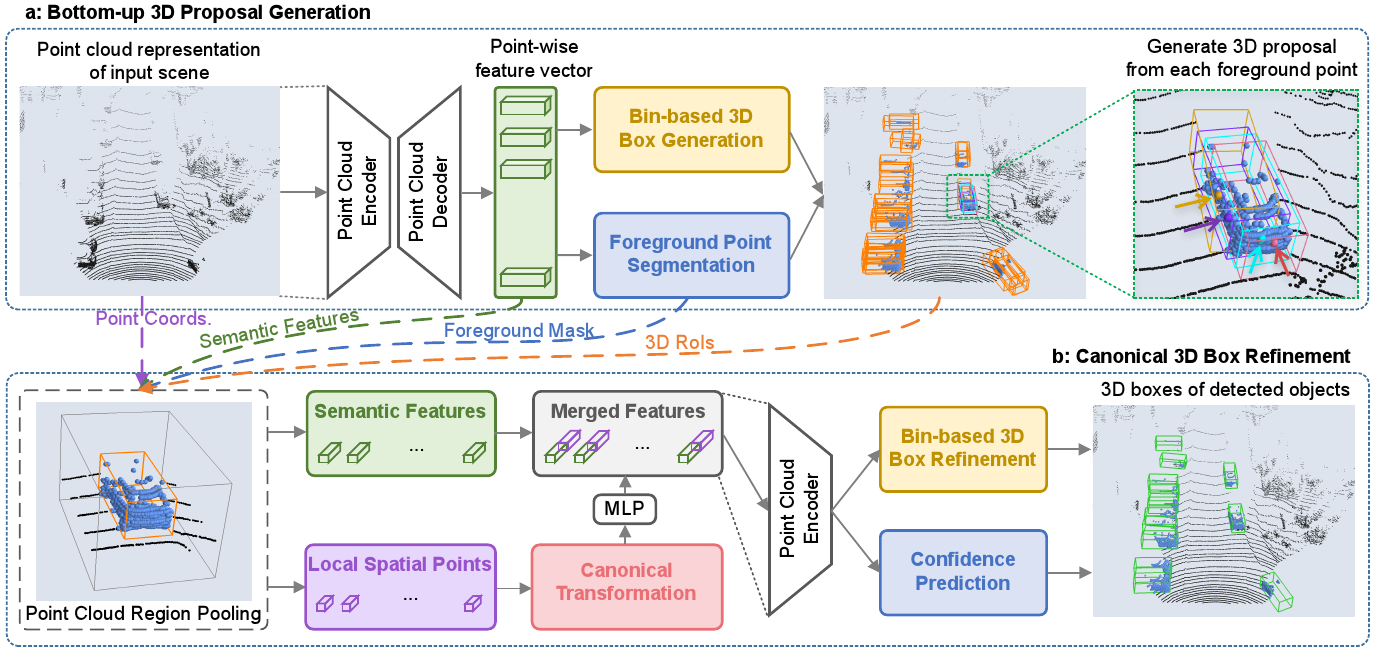 a: Bottom-up 3D Proposal Generation
Point cloud representation
of input scene
Point Cloud
Encoder
Point Cloud
Decoder
Point-wise
feature vector
Bin-based 3D
Box Generation
Foreground Point
Segmentation
Generate 3D proposal
from each foreground point
Point Coords.
Semantic Features
Foreground Mask
3D RoIs
b: Canonical 3D Box Refinement
Point Cloud Region Pooling
Semantic Features
...
Local Spatial Points
...
Merged Features
...
MLP
Canonical
Transformation
Point Cloud
Encoder
Bin-based 3D
Box Refinement
Confidence
Prediction
3D boxes of detected objects